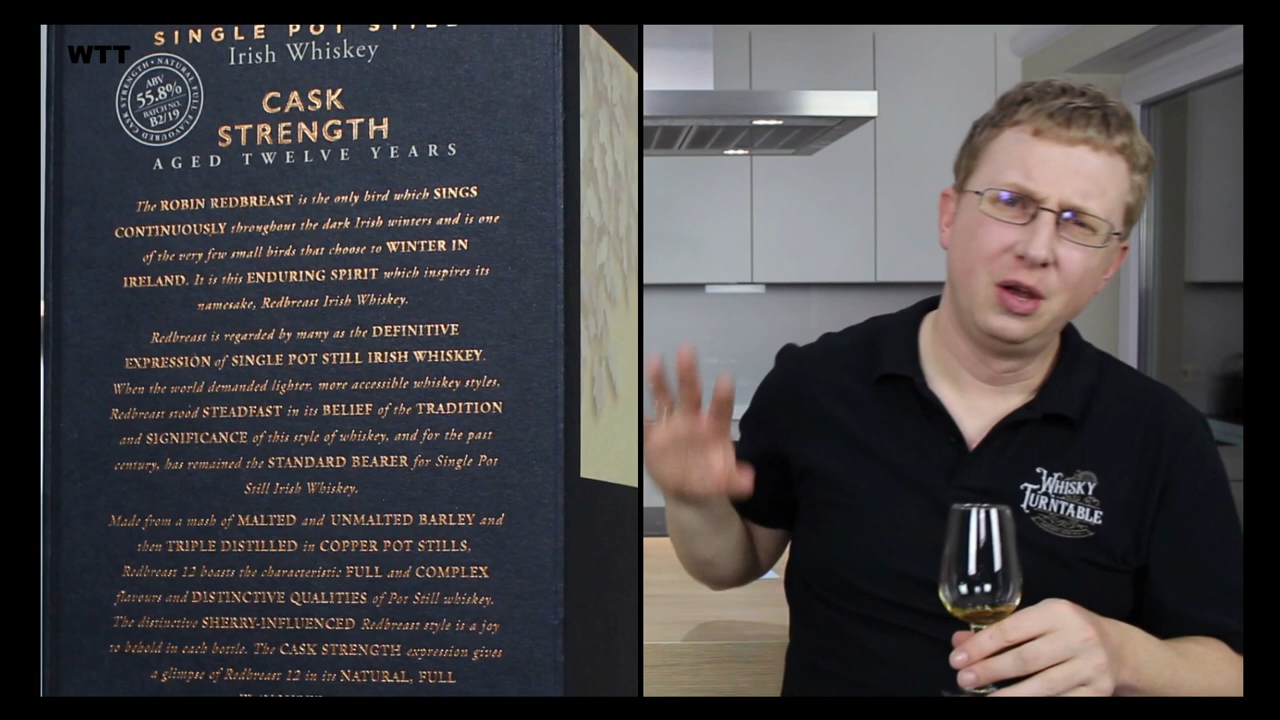 WTT
SINGLE POT STILL
Irish Whiskey
STRENGTH • NATURAL FULL FLAVOURED CASK
ABV
55.8%
BATCH NO.
B2/19
CASK
STRENGTH
AGED TWELVE YEARS
The ROBIN REDBREAST is the only bird which SINGS
CONTINUOUSLY throughout the dark Irish winters and is one
of the very few small birds that choose to WINTER IN
IRELAND. It is this ENDURING SPIRIT which inspires its
namesake, Redbreast Irish Whiskey.
Redbreast is regarded by many as the DEFINITIVE
EXPRESSION of SINGLE POT STILL IRISH WHISKEY.
When the world demanded lighter, more accessible whiskey styles,
Redbreast stood STEADFAST in its BELIEF of the TRADITION
and SIGNIFICANCE of this style of whiskey, and for the past
century, has remained the STANDARD BEARER for Single Pot
Still Irish Whiskey.
Made from a mash of MALTED and UNMALTED BARLEY and
then TRIPLE DISTILLED in COPPER POT STILLS,
Redbreast 12 boasts the characteristic FULL and COMPLEX
flavours and DISTINCTIVE QUALITIES of Pot Still whiskey.
The distinctive SHERRY-INFLUENCED Redbreast style is a joy
to behold in each bottle. The CASK STRENGTH expression gives
a glimpse of Redbreast 12 in its NATURAL, FULL
WHISKY
TURNTABLE